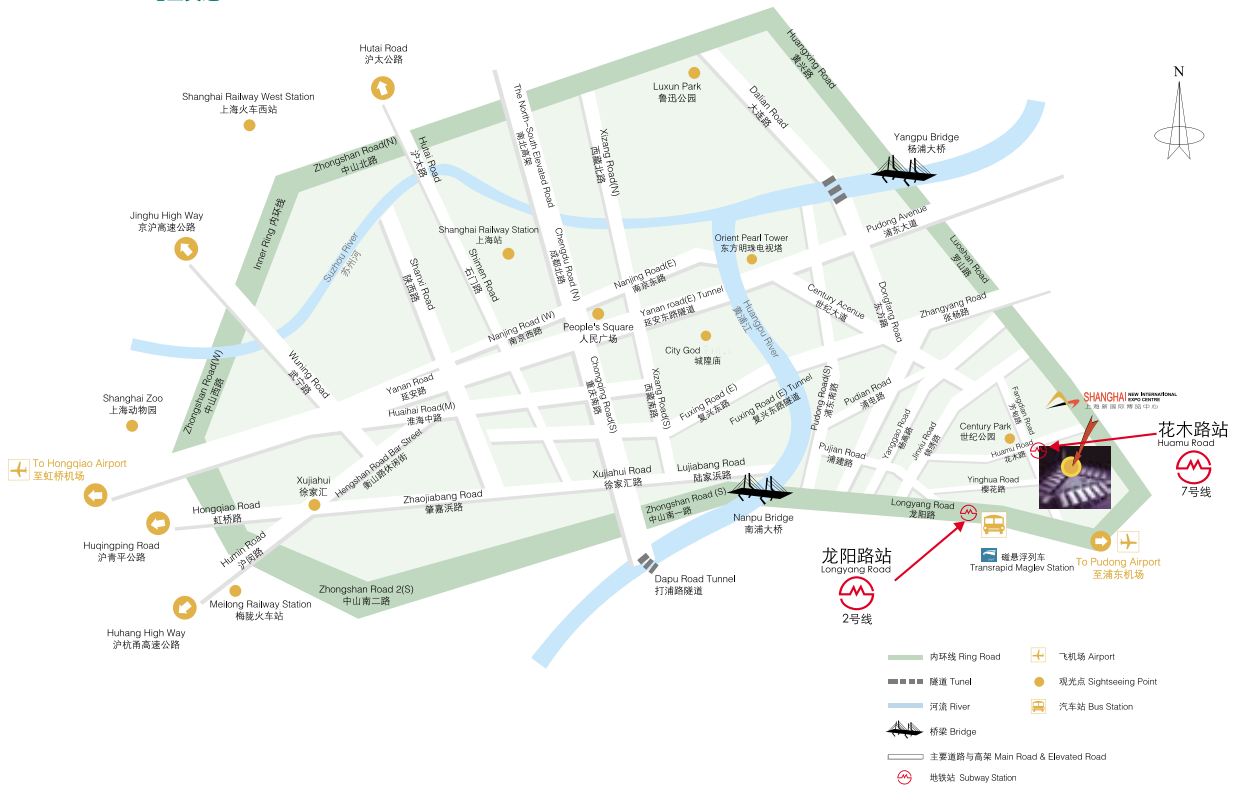 Hutai Road
沪太公路
Shanghai Railway West Station
上海火车西站
Luxun Park
鲁迅公园
Huangxing Road
黄兴路
Dalian Road
大连路
N
Yangpu Bridge
杨浦大桥
The North-South Elevated Road
南北高架
Xizang Road(N)
西藏北路
Hutai Road
沪太路
Zhongshan Road(N)
中山北路
Inner Ring 内环线
Jinghu High Way
京沪高速公路
Suzhou River
苏州河
Shanghai Railway Station
上海站
Shanxi Road
陕西路
Shimen Road
石门路
Chengdu Road (N)
成都北路
Orient Pearl Tower
东方明珠电视塔
Pudong Avenue
浦东大道
Luoshan Road
罗山路
Nanjing Road(E)
南京东路
Yanan road(E) Tunnel
延安东路隧道
Huangpu River
黄浦江
Century Acenue
世纪大道
Dongfang Road
东方路
Zhangyang Road
张杨路
Nanjing Road (W)
南京西路
People's Square
人民广场
City God
城隍庙
Wuning Road
武宁路
Zhongshan Road(W)
中山西路
Yanan Road
延安路
Huaihai Road(M)
淮海中路
Chongqing Road(S)
重庆南路
Xizang Road(S)
西藏南路
Fuxing Road (E)
复兴东路
Fuxing Road (E) Tunnel
复兴东路隧道
Pudong Road(S)
浦东南路
Pudian Road
浦电路
Shanghai Zoo
上海动物园
Hengshan Road Bar Street
衡山路休闲街
Pujian Road
浦建路
Yanggao Road
杨高路
Jinxiu Road
锦绣路
Century Park
世纪公园
Fangdian Road
芳甸路
SHANGHAI NEW INTERNATIONAL
EXPO CENTRE
上海新国际博览中心
Huamu Road
花木路
花木路站
Huamu Road
7号线
To Hongqiao Airport
至虹桥机场
Xujiahui
徐家汇
Xujiahui Road
徐家汇路
Lujiabang Road
陆家浜路
Zhaojiabang Road
肇嘉浜路
Hongqiao Road
虹桥路
Zhongshan Road (S)
中山南一路
Nanpu Bridge
南浦大桥
Yinghua Road
樱花路
Longyang Road
龙阳路
Huqingping Road
沪青平公路
Humin Road
沪闵路
磁悬浮列车
Transrapid Maglev Station
To Pudong Airport
至浦东机场
龙阳路站
Longyang Road
2号线
Zhongshan Road 2(S)
中山南二路
Dapu Road Tunnel
打浦路隧道
Meilong Railway Station
梅陇火车站
Huhang High Way
沪杭甬高速公路
内环线 Ring Road
飞机场 Airport
隧道 Tunel
观光点 Sightseeing Point
河流 River
汽车站 Bus Station
桥梁 Bridge
主要道路与高架 Main Road & Elevated Road
地铁站 Subway Station